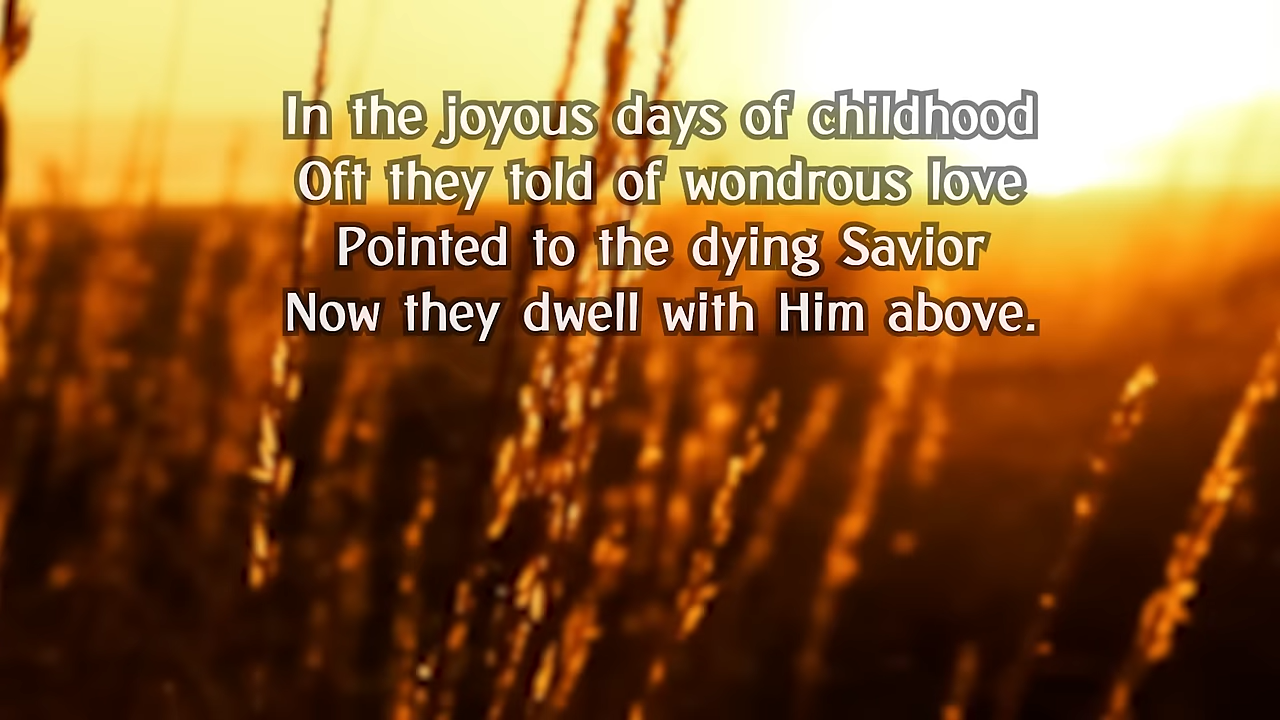 In the joyous days of childhood
Oft they told of wondrous love
Pointed to the dying Savior
Now they dwell with Him above.